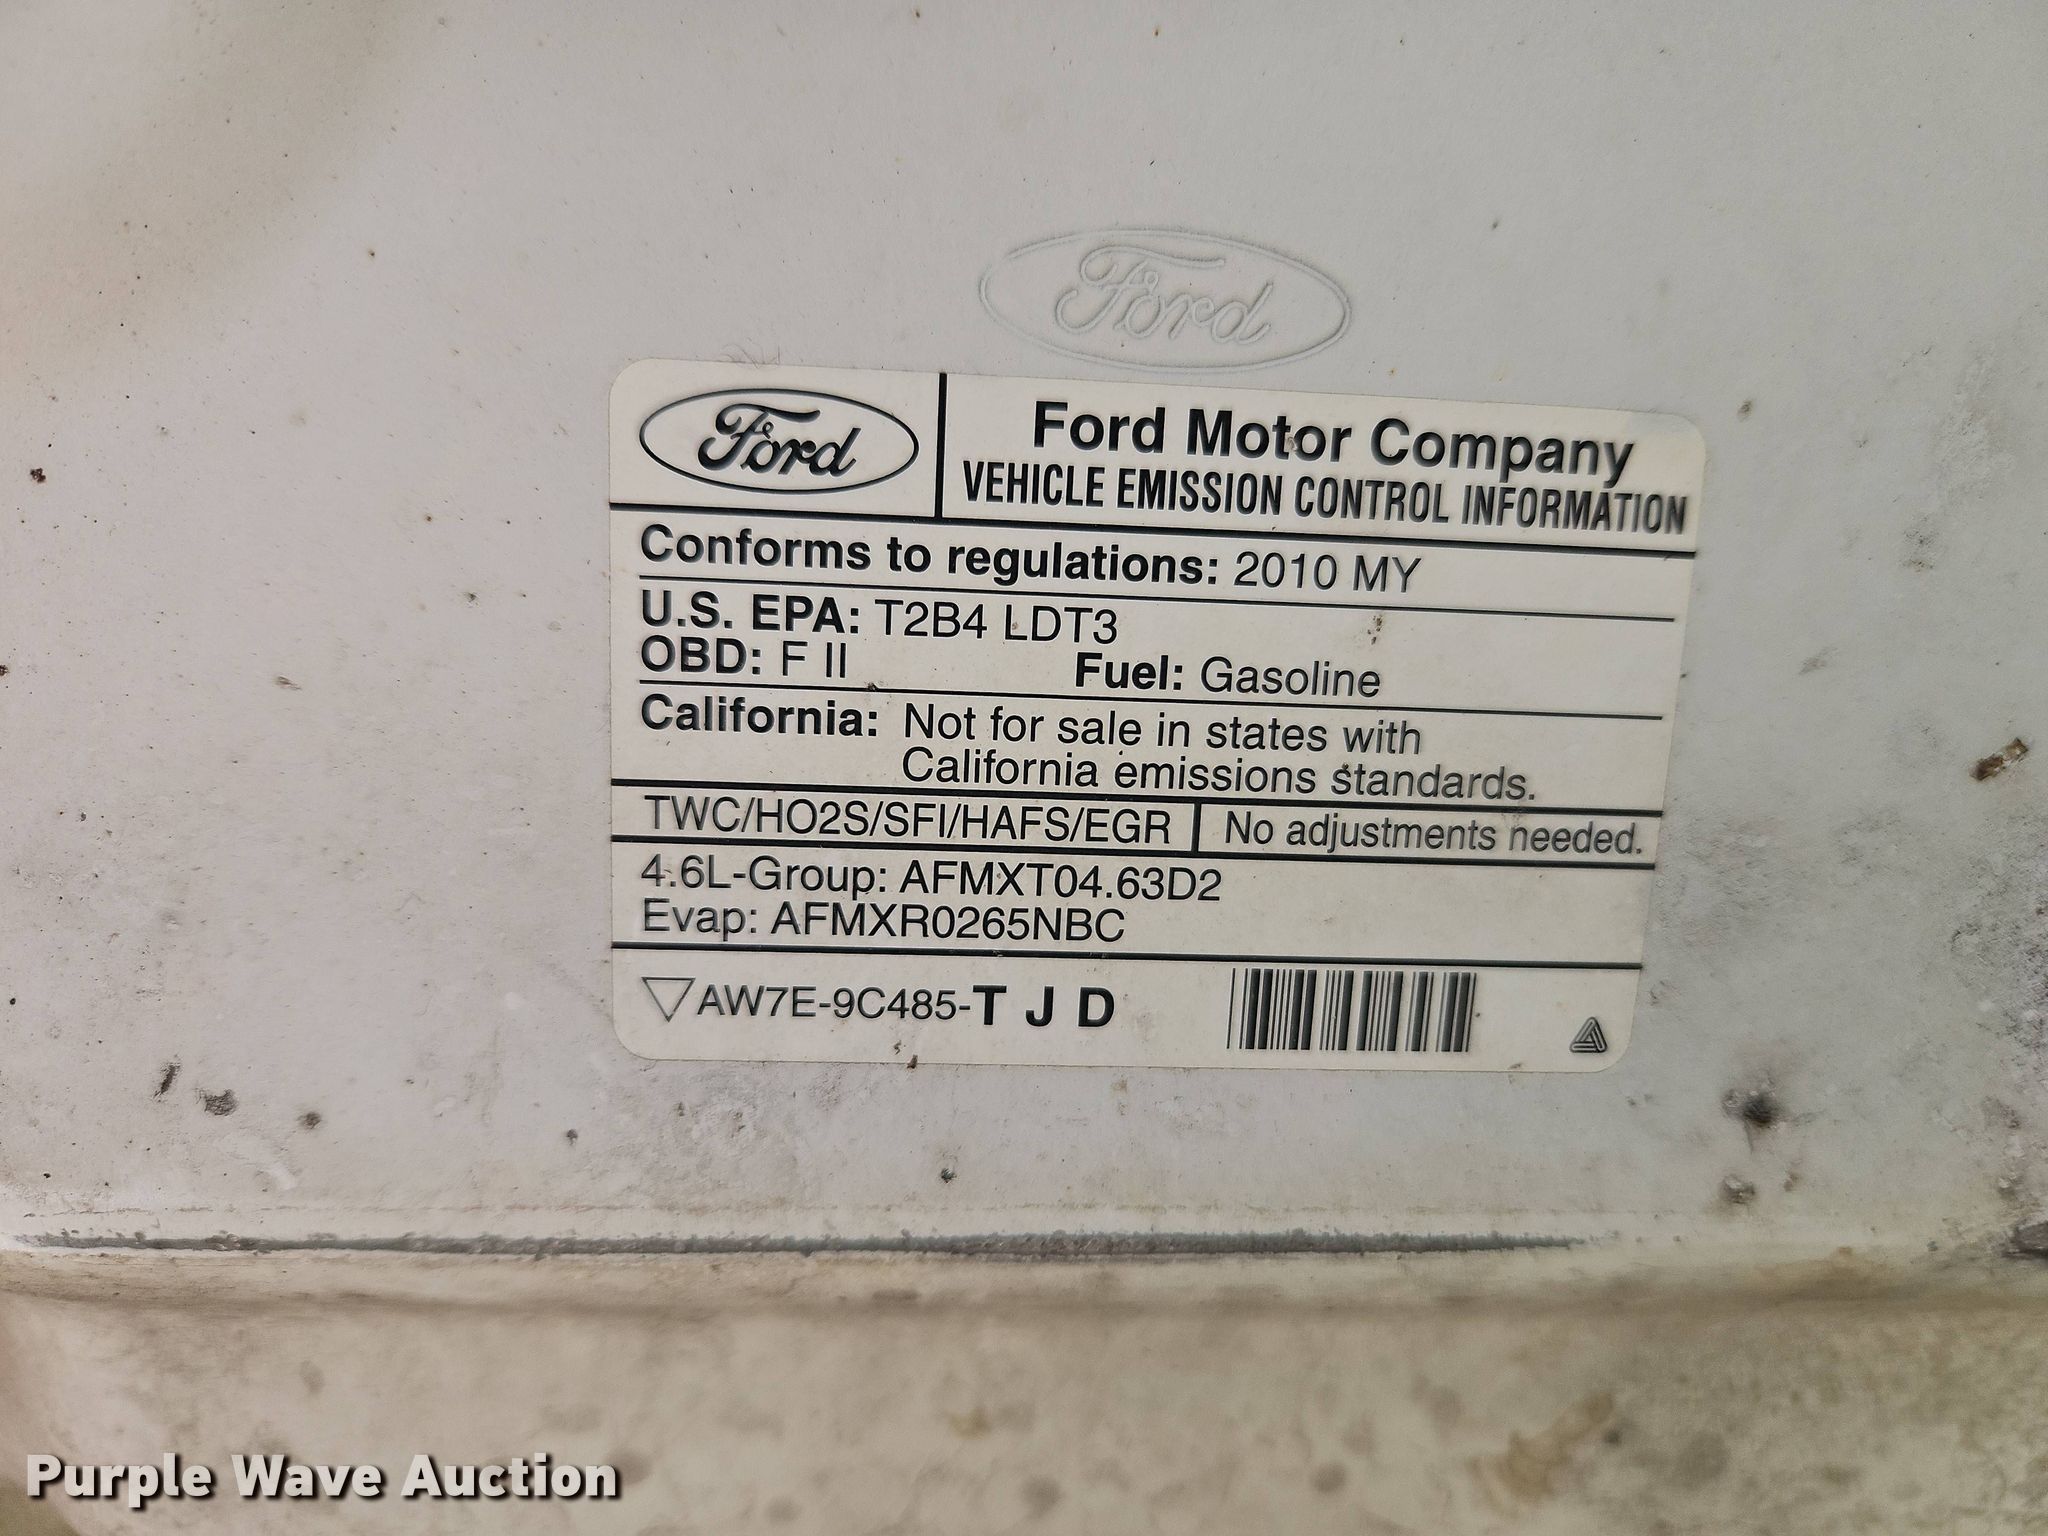 Ford
Ford
Ford Motor Company
VEHICLE EMISSION CONTROL INFORMATION
Conforms to regulations: 2010 MY
U.S. EPA: T2B4 LDT3
OBD: F II Fuel: Gasoline
California: Not for sale in states with
California emissions standards.
TWC/HO2S/SFI/HAFS/EGR No adjustments needed.
4.6L-Group: AFMXT04.63D2
Evap: AFMXR0265NBC
AW7E-9C485-T J D
Purple Wave Auction